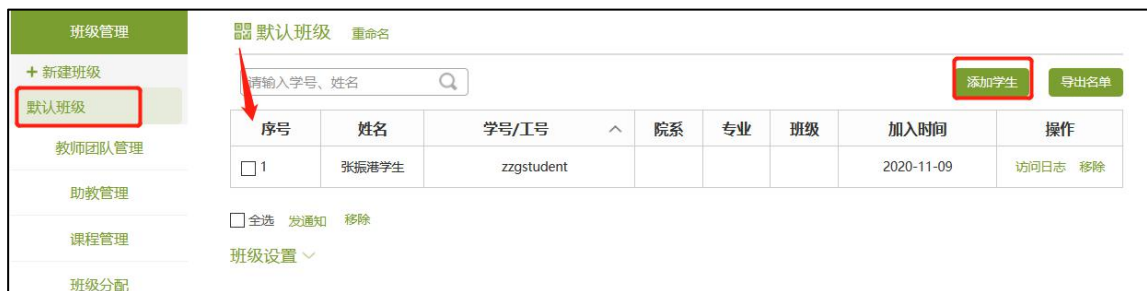 班级管理
默认班级 重命名
+ 新建班级
默认班级
教师团队管理
助教管理
课程管理
班级分配
请输入学号、姓名
添加学生 导出名单
序号 姓名 学号/工号 院系 专业 班级 加入时间 操作
1 张振港学生 zzgstudent 2020-11-09 访问日志 移除
全选 发通知 移除
班级设置